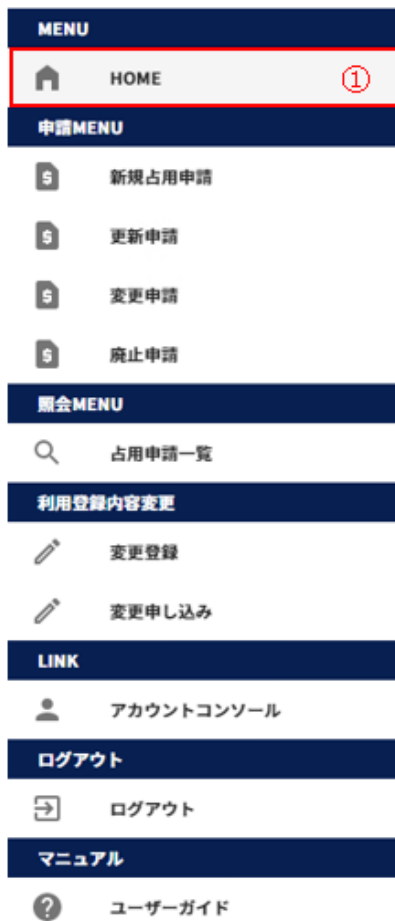 MENU
HOME ①
申請MENU
新規占用申請
更新申請
変更申請
廃止申請
照会MENU
占用申請一覧
利用登録内容変更
変更登録
変更申し込み
LINK
アカウントコンソール
ログアウト
ログアウト
マニュアル
ユーザーガイド